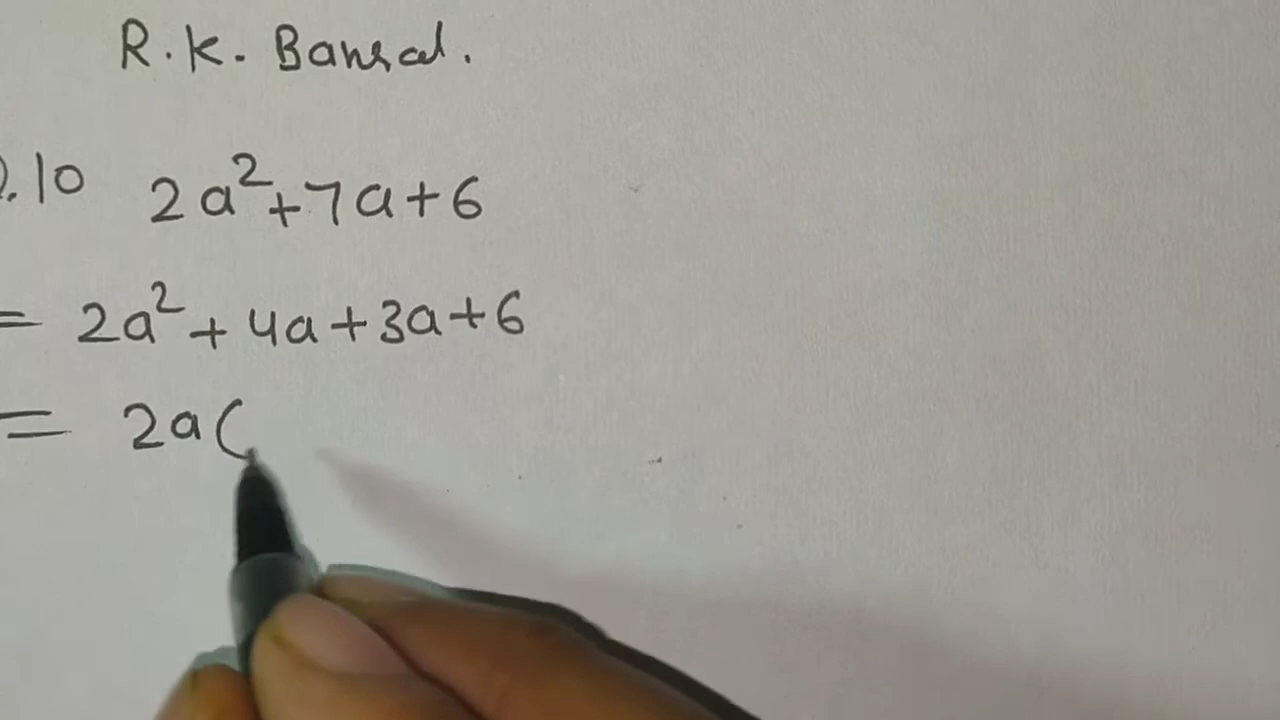 R.K. Bansal.
Q.10 2a²+7a+6
= 2a²+4a+3a+6
= 2a(